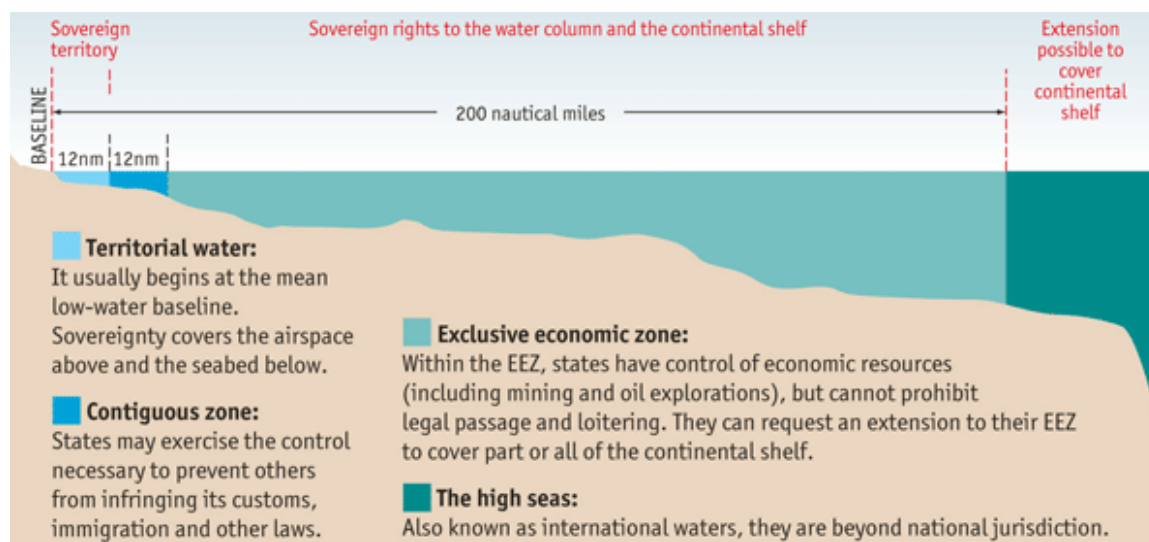 Sovereign
territory
Sovereign rights to the water column and the continental shelf
Extension
possible to
cover
continental
shelf
BASELINE
200 nautical miles
12nm
12nm
Territorial water:
It usually begins at the mean
low-water baseline.
Sovereignty covers the airspace
above and the seabed below.
Contiguous zone:
States may exercise the control
necessary to prevent others
from infringing its customs,
immigration and other laws.
Exclusive economic zone:
Within the EEZ, states have control of economic resources
(including mining and oil explorations), but cannot prohibit
legal passage and loitering. They can request an extension to their EEZ
to cover part or all of the continental shelf.
The high seas:
Also known as international waters, they are beyond national jurisdiction.